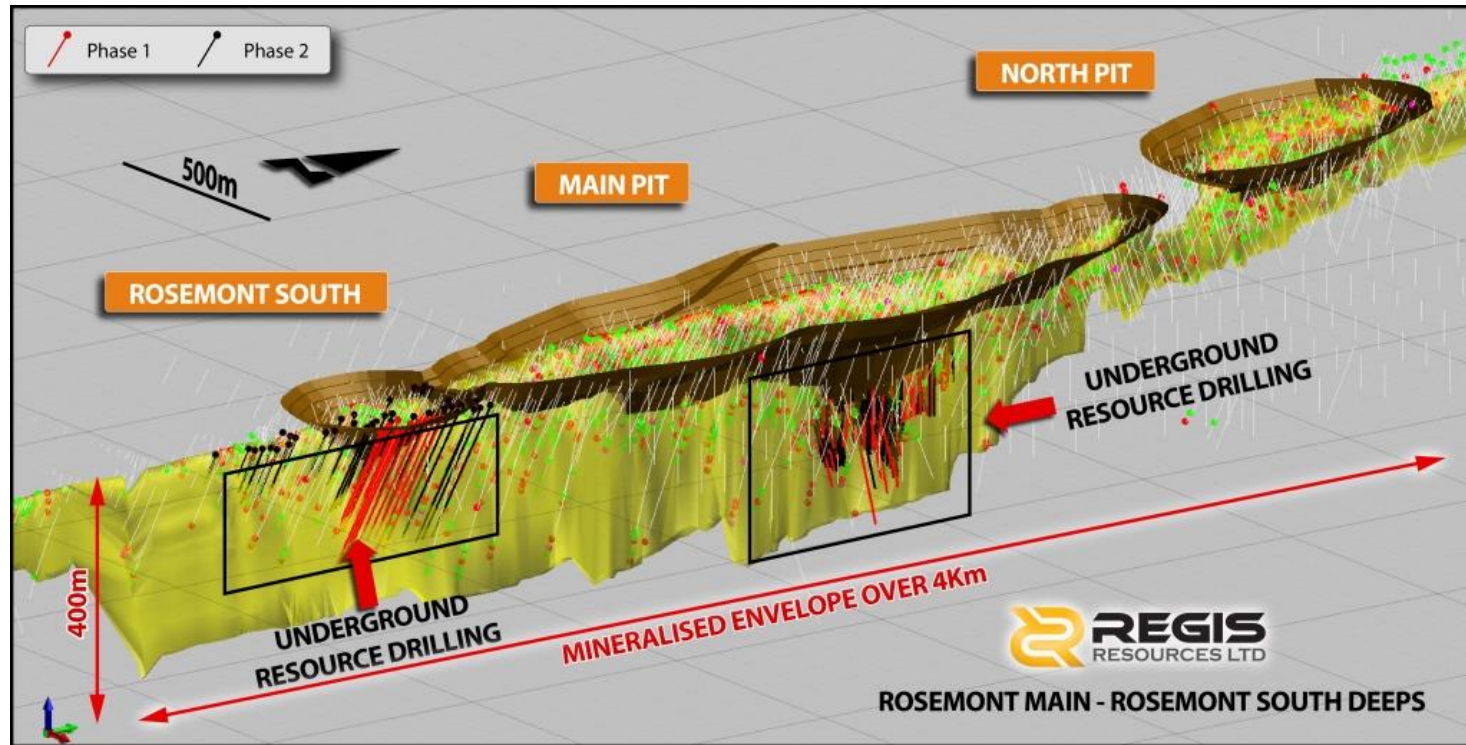 Phase 1
Phase 2
NORTH PIT
500m
MAIN PIT
ROSEMONT SOUTH
UNDERGROUND
RESOURCE DRILLING
400m
UNDERGROUND
RESOURCE DRILLING
MINERALISED ENVELOPE OVER 4Km
REGIS
RESOURCES LTD
ROSEMONT MAIN - ROSEMONT SOUTH DEEPS